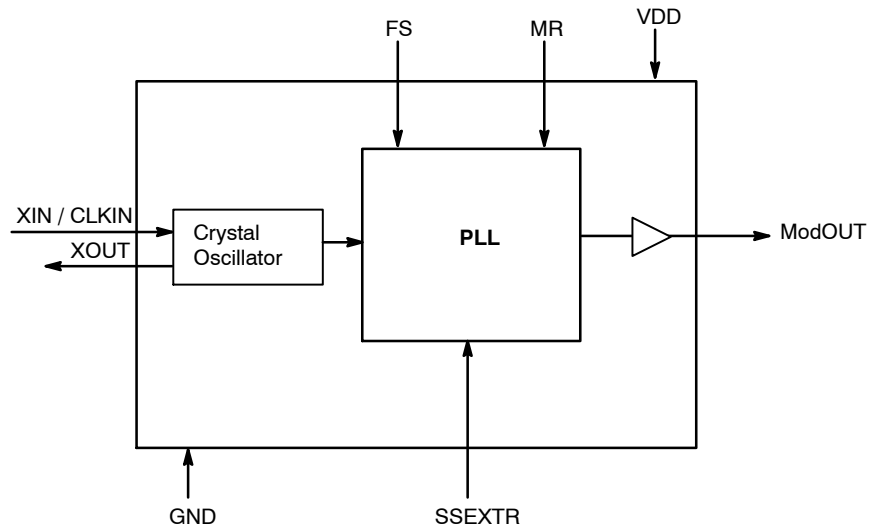 FS
MR
VDD
XIN / CLKIN
XOUT
Crystal
Oscillator
PLL
ModOUT
GND
SSEXTR